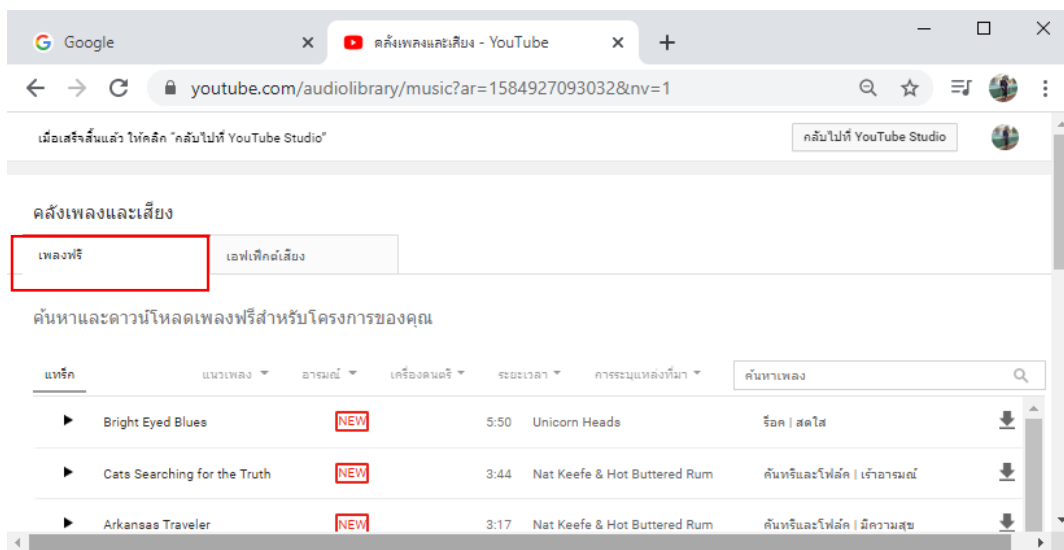 Google
คลังเพลงและเสียง - YouTube
youtube.com/audiolibrary/music?ar=1584927093032&nv=1
เมื่อเสร็จสิ้นแล้ว ให้คลิก "กลับไปที่ YouTube Studio"
กลับไปที่ YouTube Studio
คลังเพลงและเสียง
เพลงฟรี เอฟเฟ็กต์เสียง
ค้นหาและดาวน์โหลดเพลงฟรีสำหรับโครงการของคุณ
แทร็ก แนวเพลง อารมณ์ เครื่องดนตรี ระยะเวลา การระบุแหล่งที่มา ค้นหาเพลง
Bright Eyed Blues NEW 5:50 Unicorn Heads ร็อค | สดใส
Cats Searching for the Truth NEW 3:44 Nat Keefe & Hot Buttered Rum คันทรีและโฟล์ค | เร้าอารมณ์
Arkansas Traveler NEW 3:17 Nat Keefe & Hot Buttered Rum คันทรีและโฟล์ค | มีความสุข